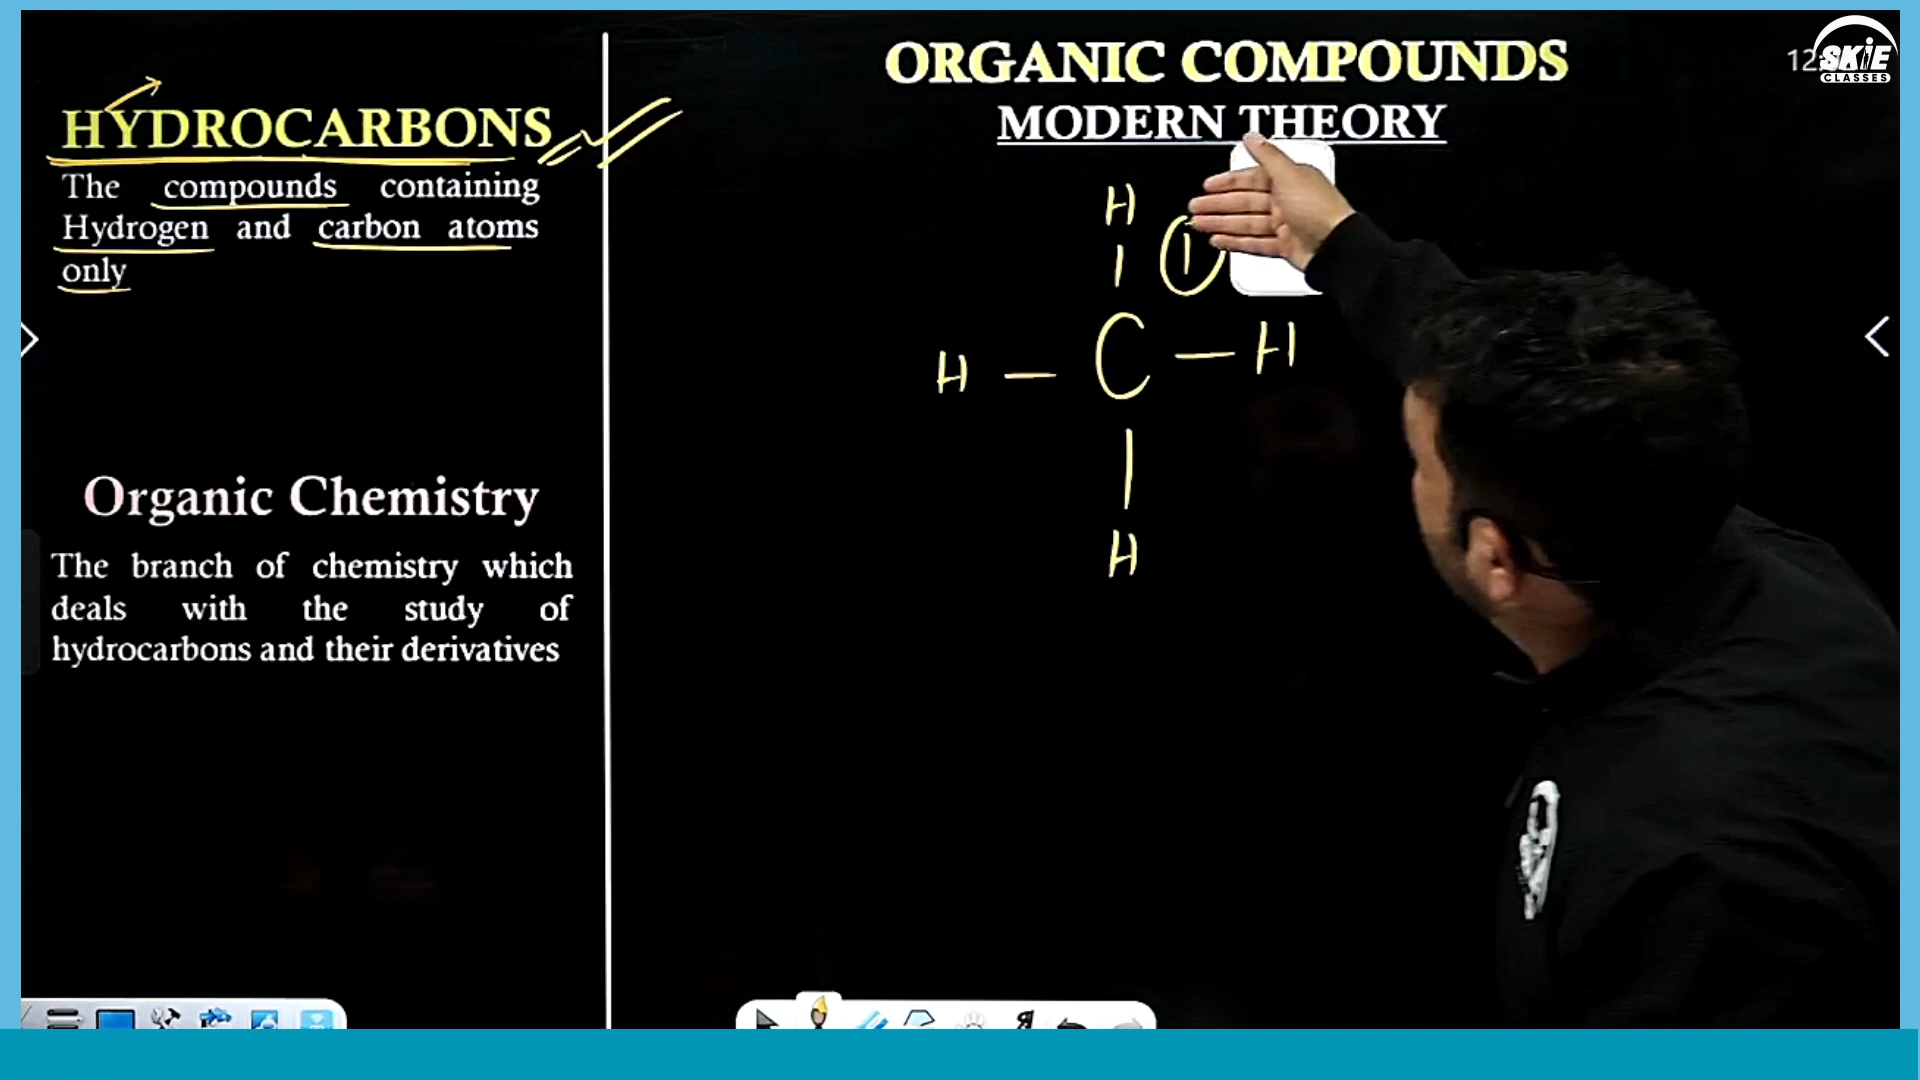 HYDROCARBONS
The compounds containing
Hydrogen and carbon atoms
only
Organic Chemistry
The branch of chemistry which
deals with the study of
hydrocarbons and their derivatives
ORGANIC COMPOUNDS
MODERN THEORY
H
1
C
H – C – H
H
SKiE
CLASSES